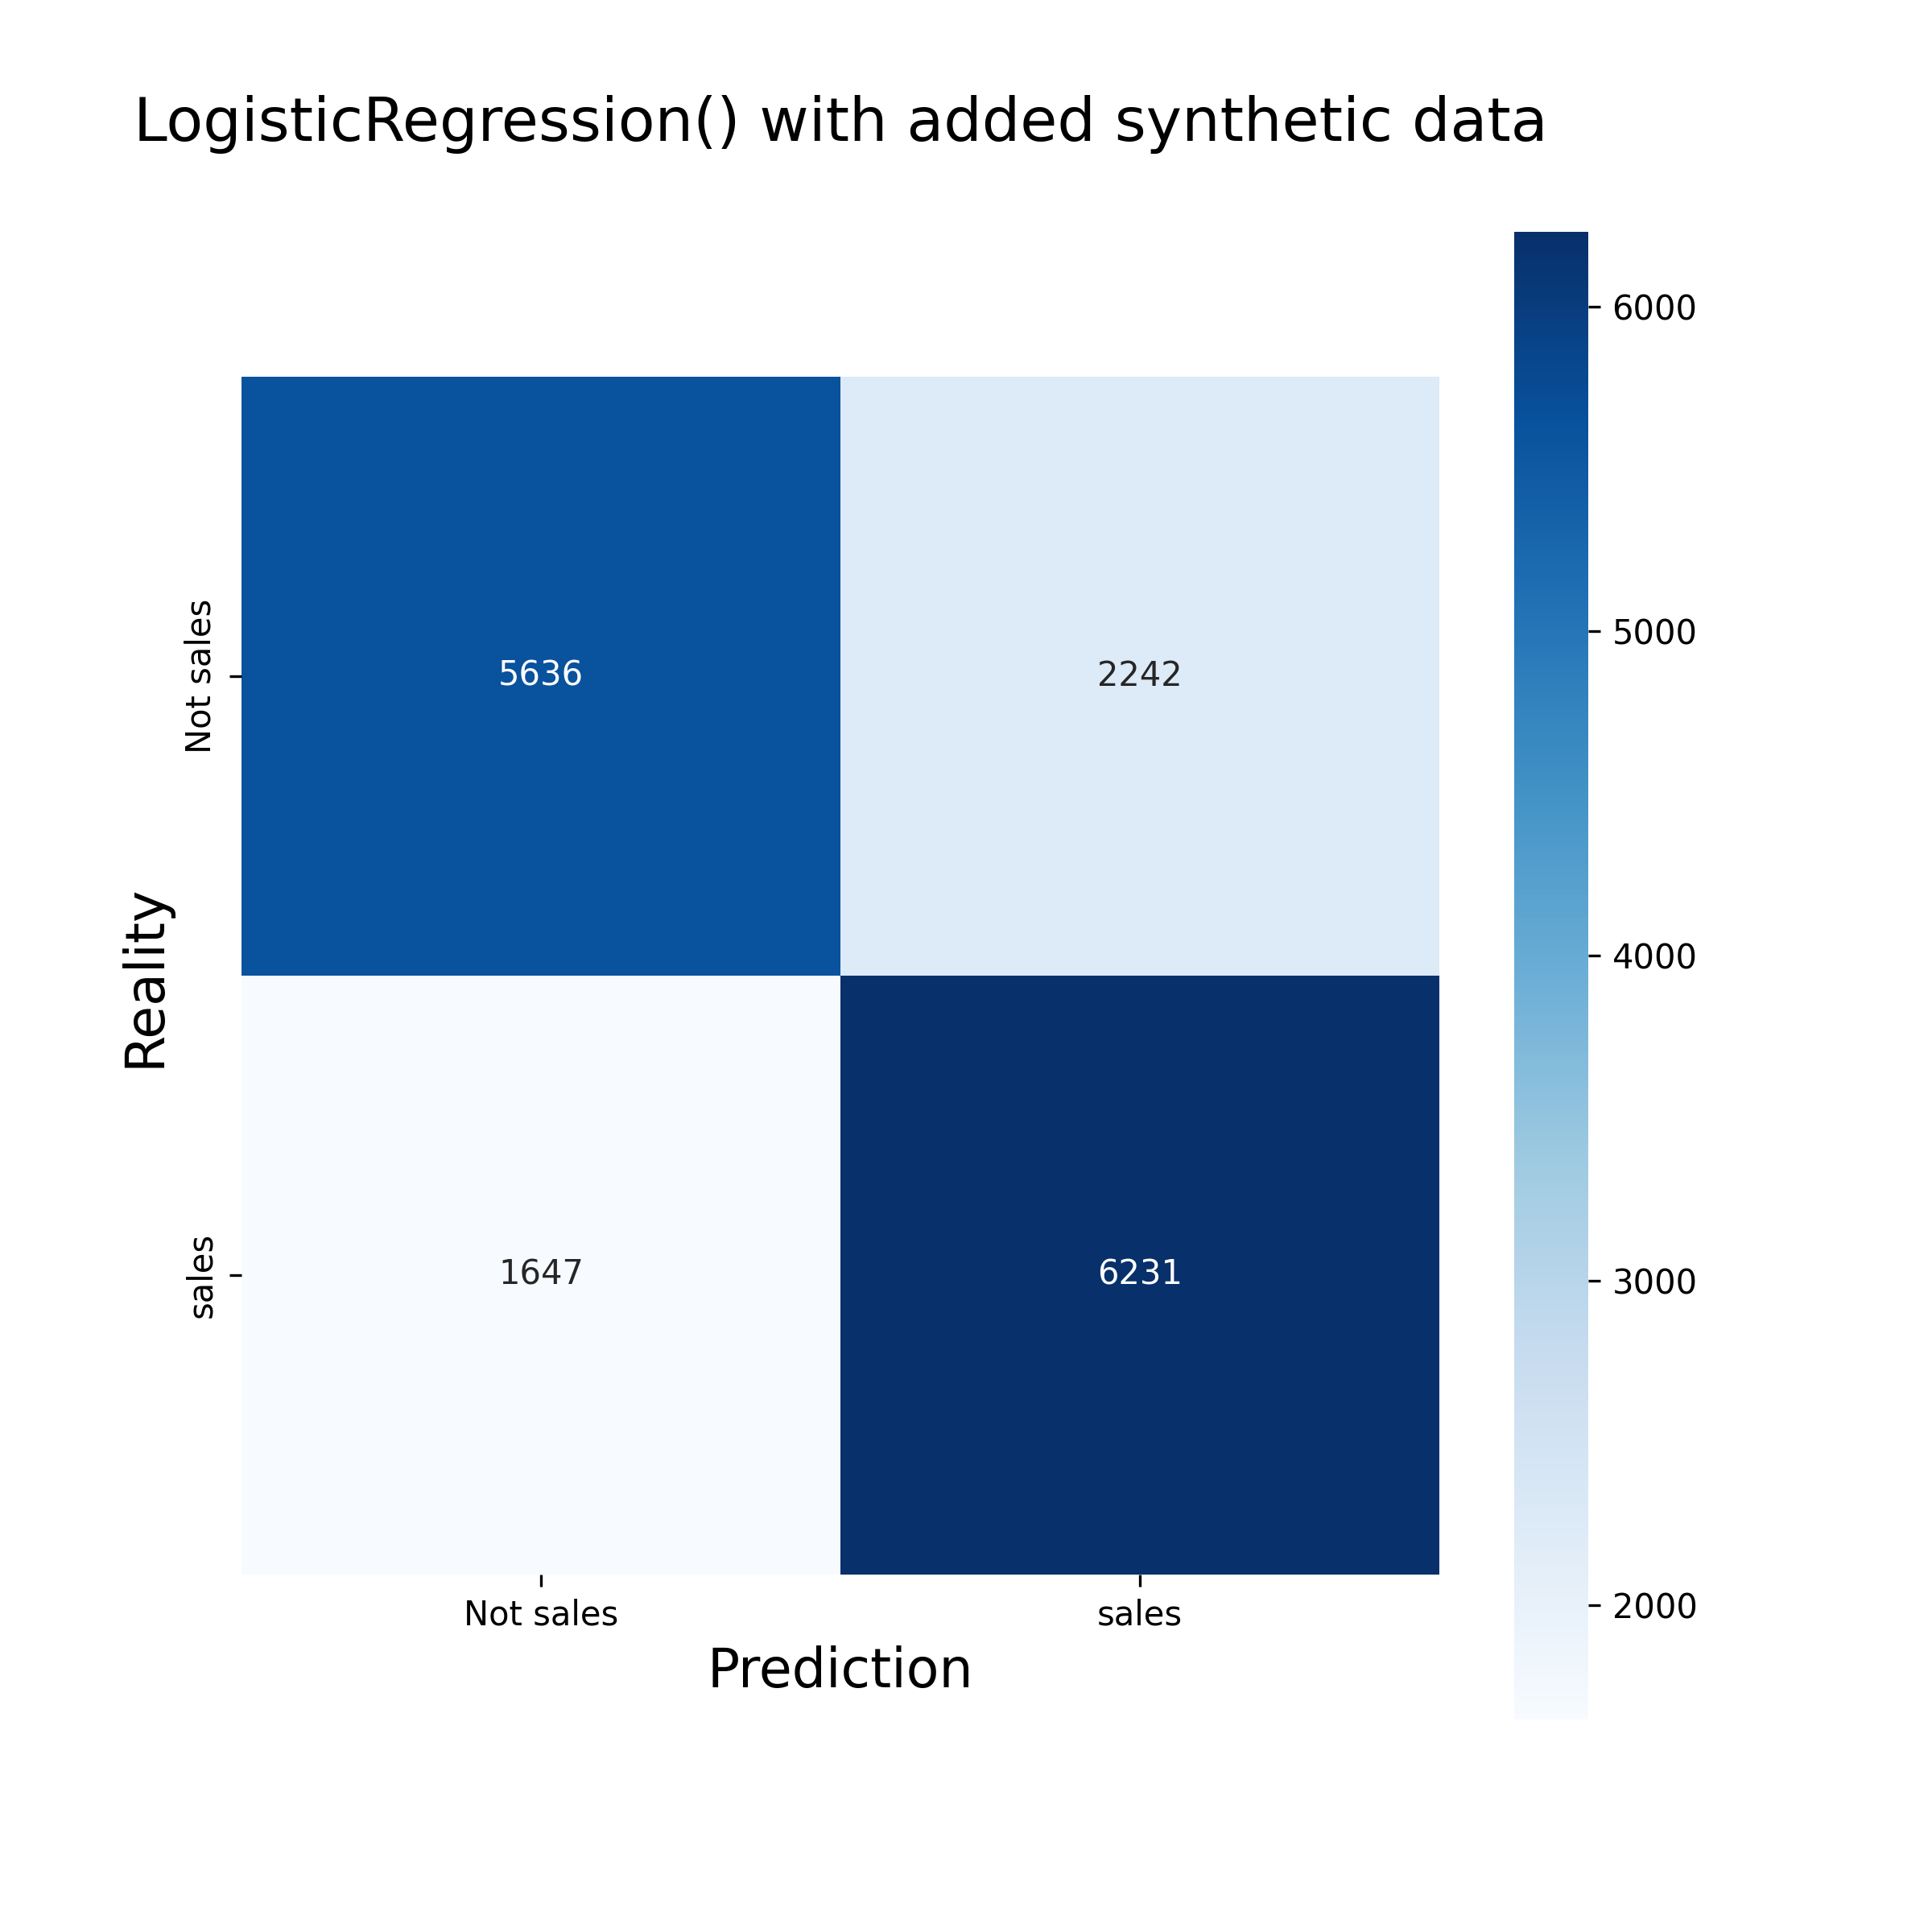 LogisticRegression() with added synthetic data
6000
5000
4000
3000
2000
Reality
Not sales
sales
5636
2242
1647
6231
Not sales
sales
Prediction